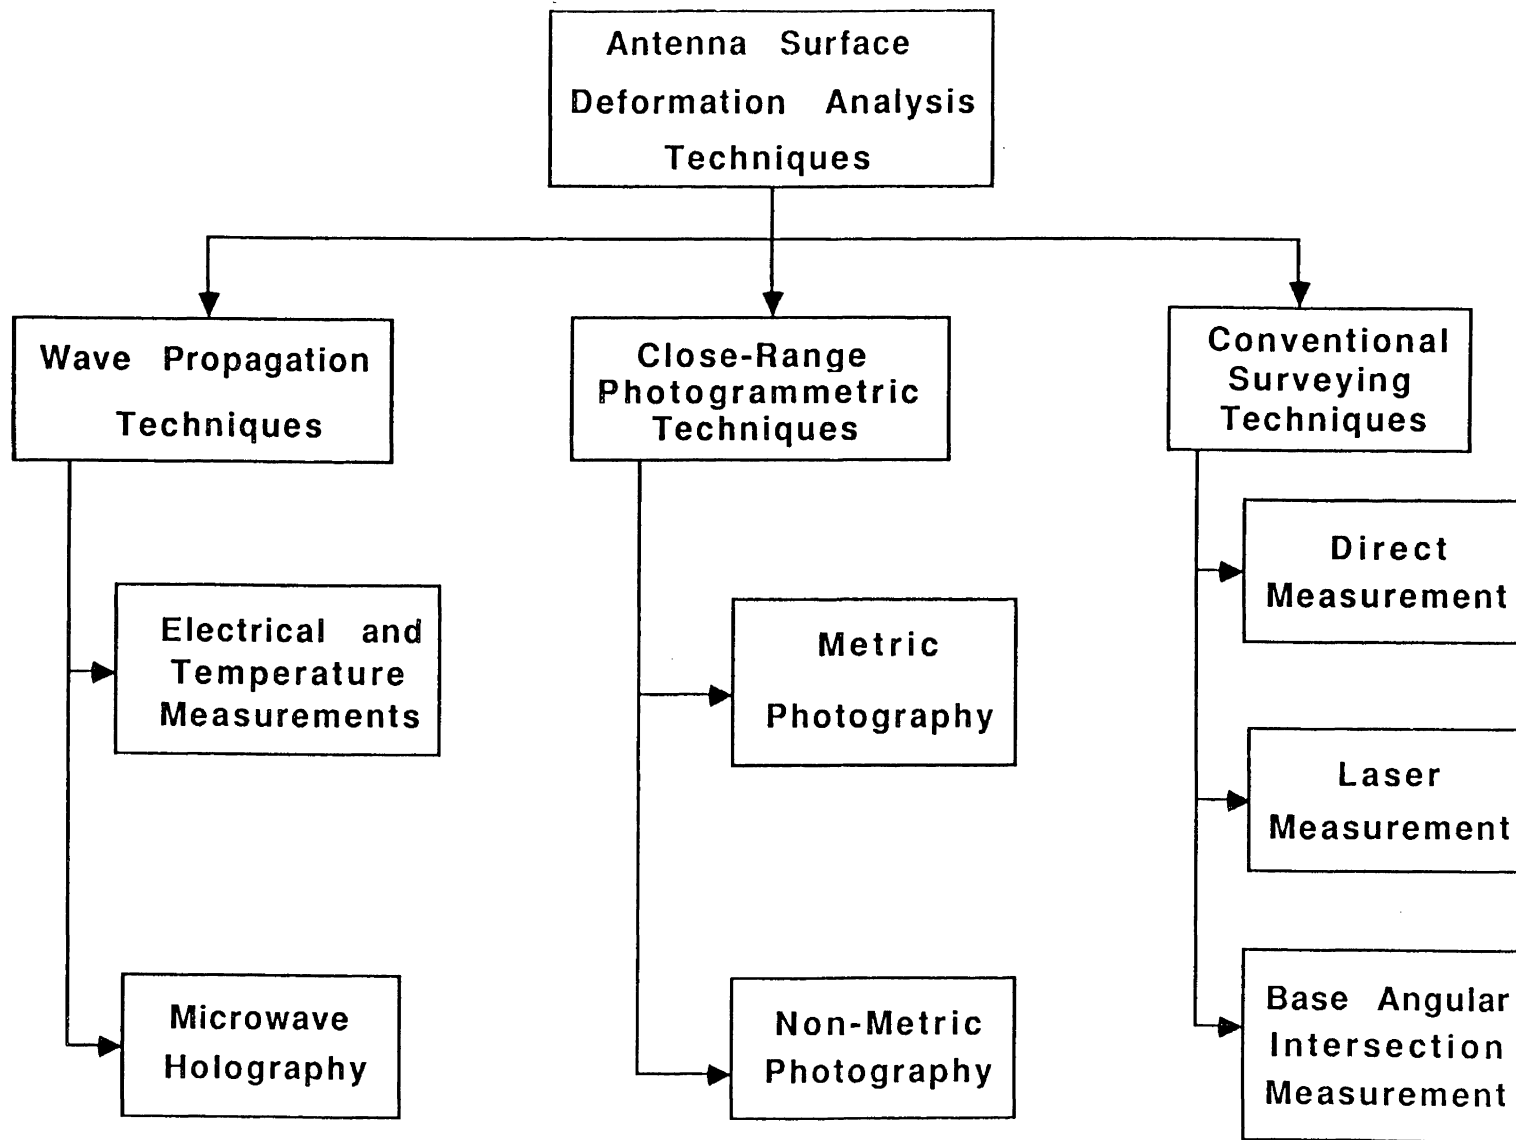 Antenna Surface
Deformation Analysis
Techniques
Wave Propagation
Techniques
Close-Range
Photogrammetric
Techniques
Conventional
Surveying
Techniques
Electrical and
Temperature
Measurements
Microwave
Holography
Metric
Photography
Non-Metric
Photography
Direct
Measurement
Laser
Measurement
Base Angular
Intersection
Measurement